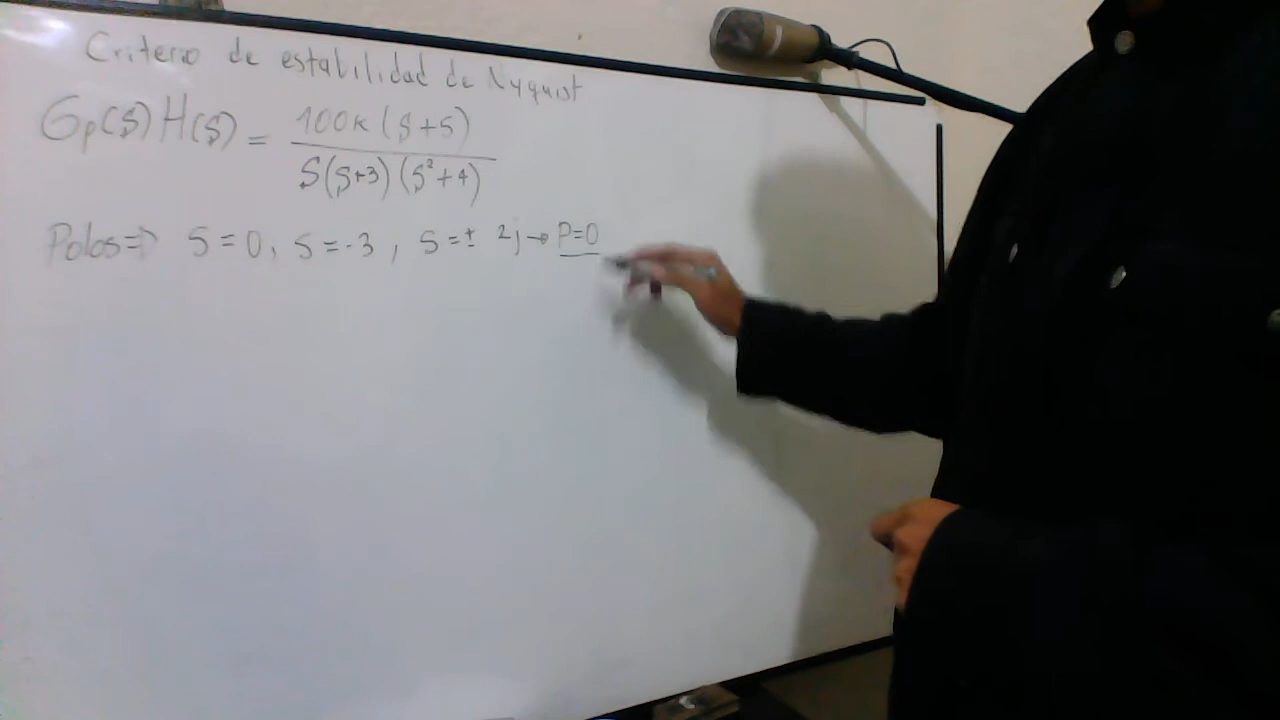 Criterio de estabilidad de Nyquist
Gp(s)H(s) = 100k(s+5)
S(s+3)(s²+4)
Polos=> S=0, S=-3, S=± 2j → P=0